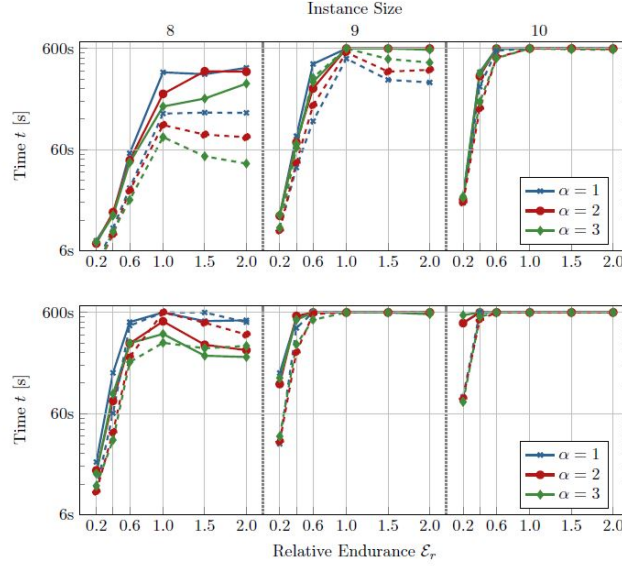 Instance Size
8 9 10
600s
60s
6s
Time t [s]
α = 1
α = 2
α = 3
0.2 0.6 1.0 1.5 2.0 0.2 0.6 1.0 1.5 2.0 0.2 0.6 1.0 1.5 2.0
600s
60s
6s
Time t [s]
α = 1
α = 2
α = 3
0.2 0.6 1.0 1.5 2.0 0.2 0.6 1.0 1.5 2.0 0.2 0.6 1.0 1.5 2.0
Relative Endurance ℰr